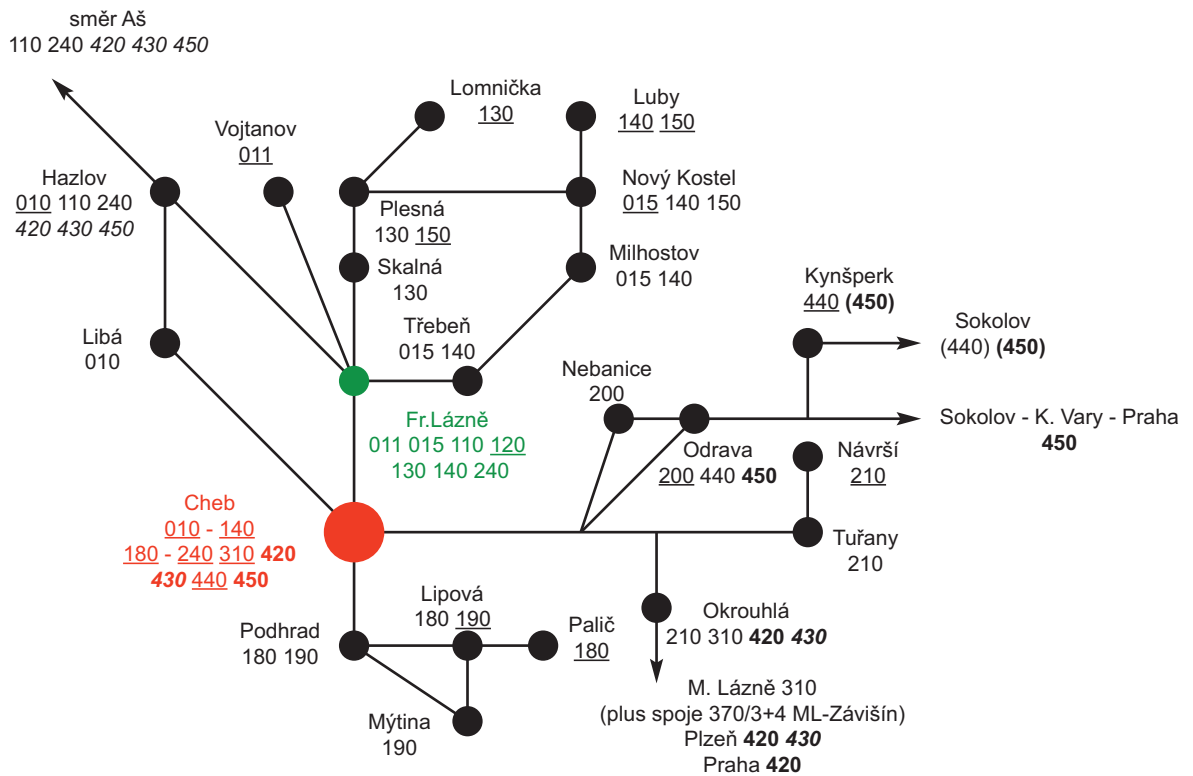 směr Aš
110 240 420 430 450
Lomnička
130
Luby
140 150
Vojtanov
011
Hazlov
010 110 240
420 430 450
Plesná
130 150
Nový Kostel
015 140 150
Skalná
130
Milhostov
015 140
Kynšperk
440 (450)
Sokolov
(440) (450)
Libá
010
Třebeň
015 140
Nebanice
200
Fr.Lázně
011 015 110 120
130 140 240
Odrava
200 440 450
Sokolov - K. Vary - Praha
450
Návrší
210
Cheb
010 - 140
180 - 240 310 420
430 440 450
Tuřany
210
Lipová
180 190
Palič
180
Podhrad
180 190
Okrouhlá
210 310 420 430
Mýtina
190
M. Lázně 310
(plus spoje 370/3+4 ML-Závišín)
Plzeň 420 430
Praha 420